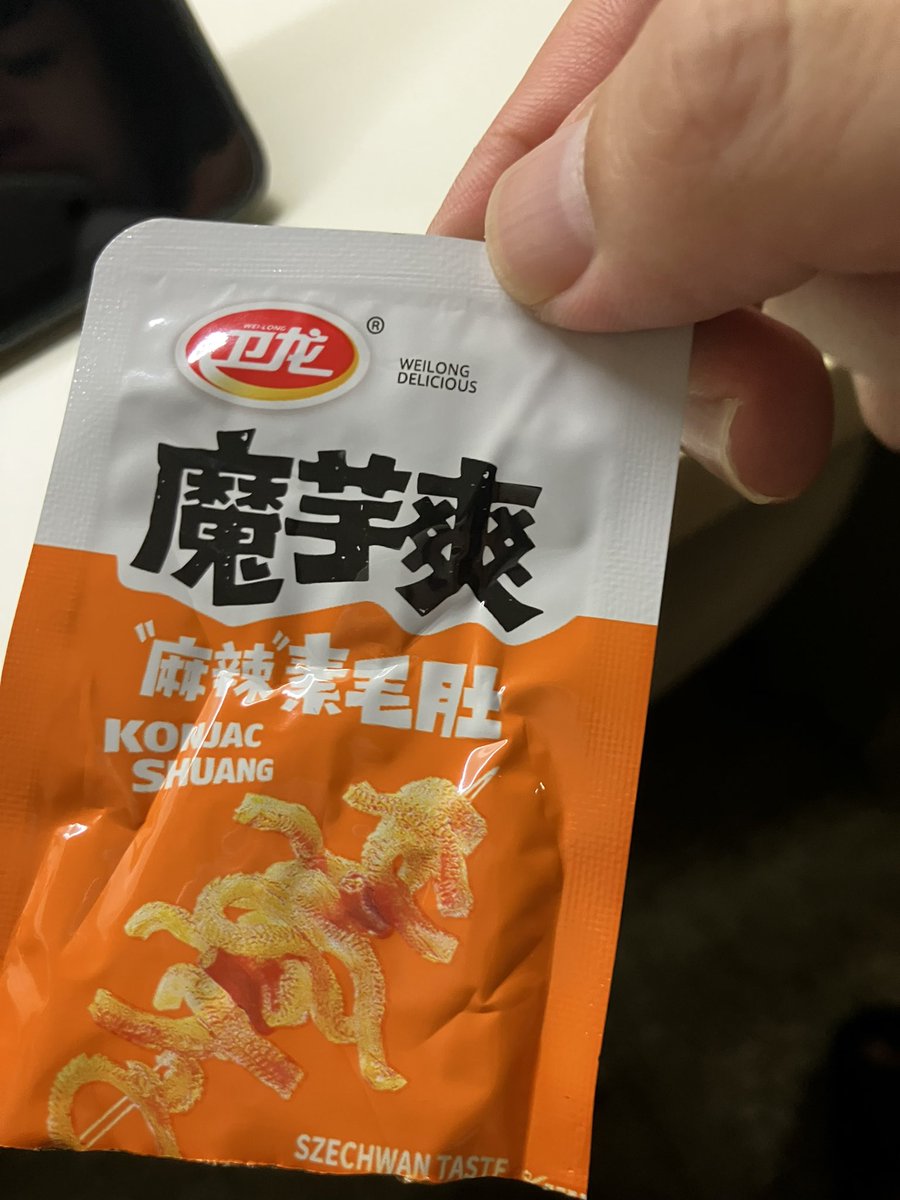 WEI-LONG
卫龙®
WEILONG
DELICIOUS
魔芋爽
"麻辣"素毛肚
KONJAC
SHUANG
SZECHWAN TASTE